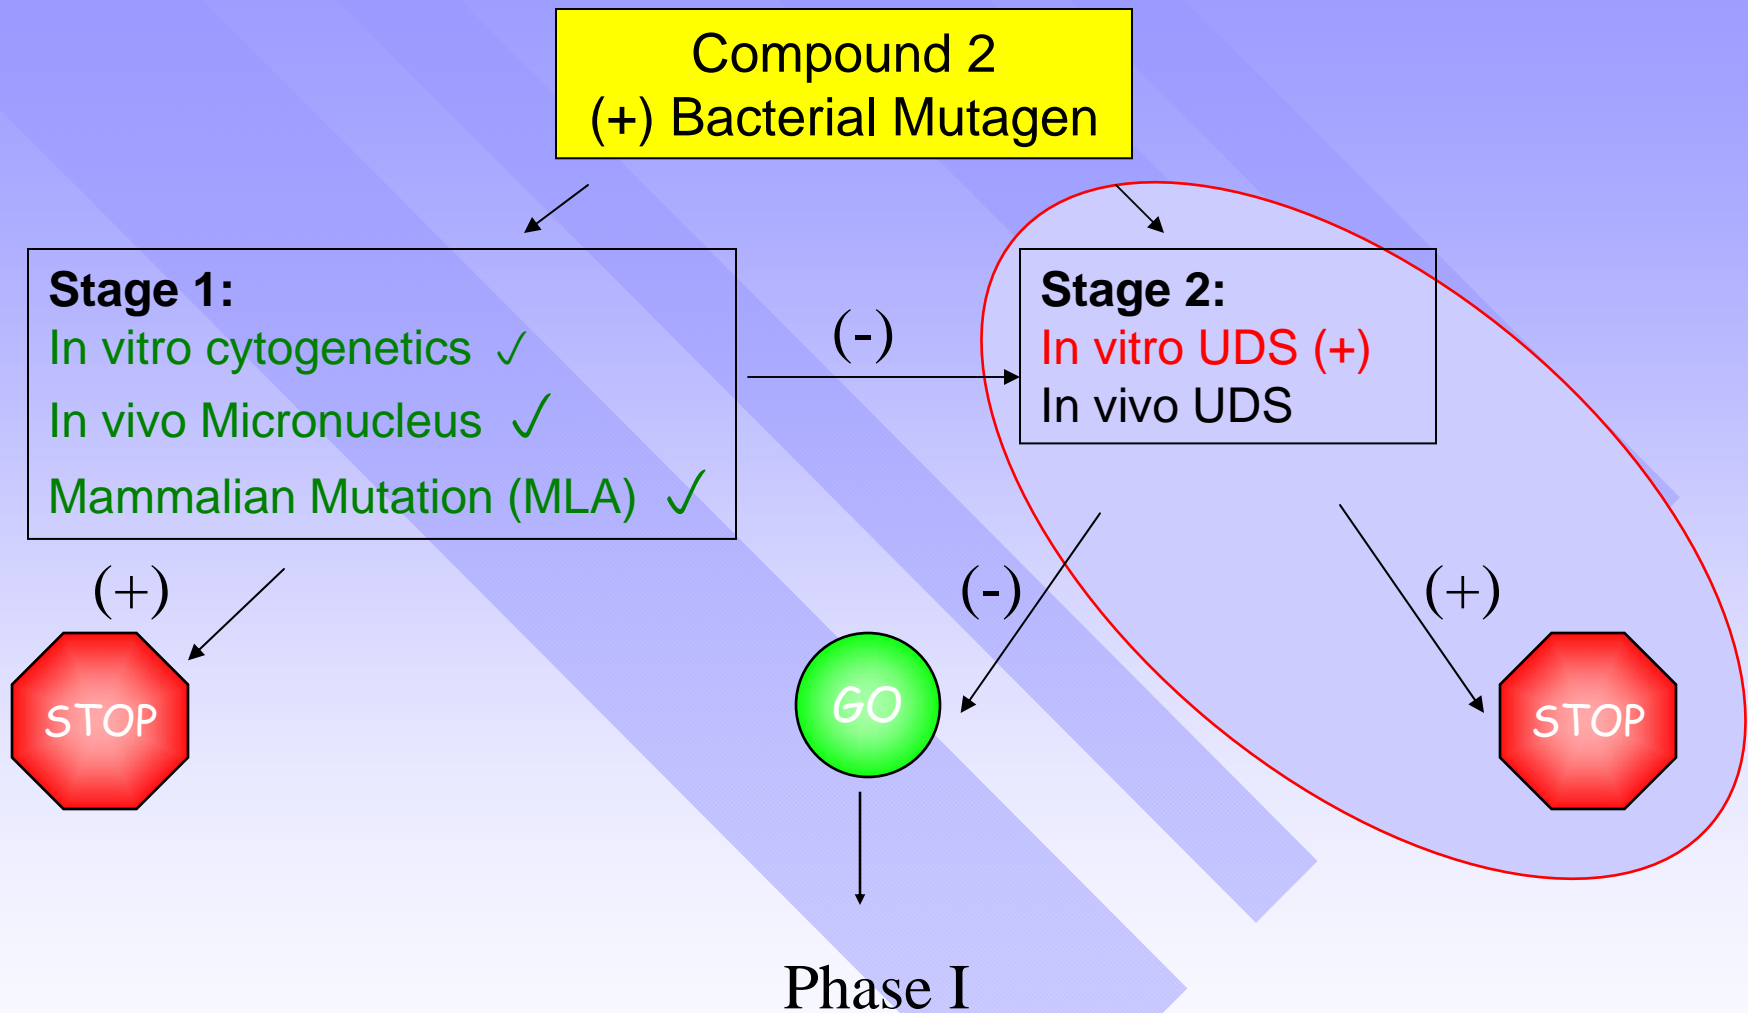 Compound 2
(+) Bacterial Mutagen
Stage 1:
In vitro cytogenetics ✓
In vivo Micronucleus ✓
Mammalian Mutation (MLA) ✓
(-)
Stage 2:
In vitro UDS (+)
In vivo UDS
(+)
(-)
(+)
STOP
GO
STOP
Phase I